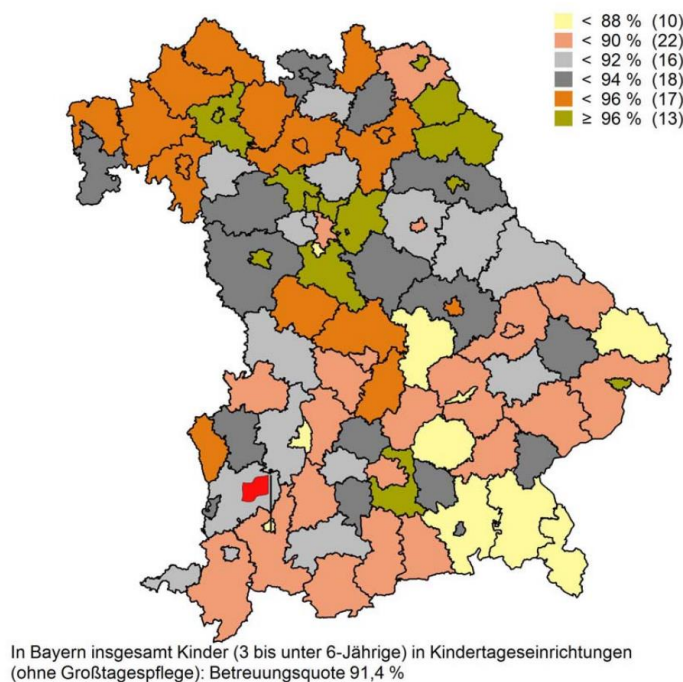 < 88 % (10)
< 90 % (22)
< 92 % (16)
< 94 % (18)
< 96 % (17)
≥ 96 % (13)
In Bayern insgesamt Kinder (3 bis unter 6-Jährige) in Kindertageseinrichtungen
(ohne Großtagespflege): Betreuungsquote 91,4 %